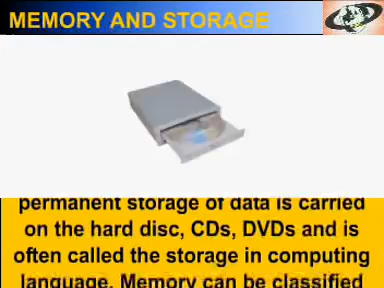 MEMORY AND STORAGE
permanent storage of data is carried
on the hard disc, CDs, DVDs and is
often called the storage in computing
language. Memory can be classified